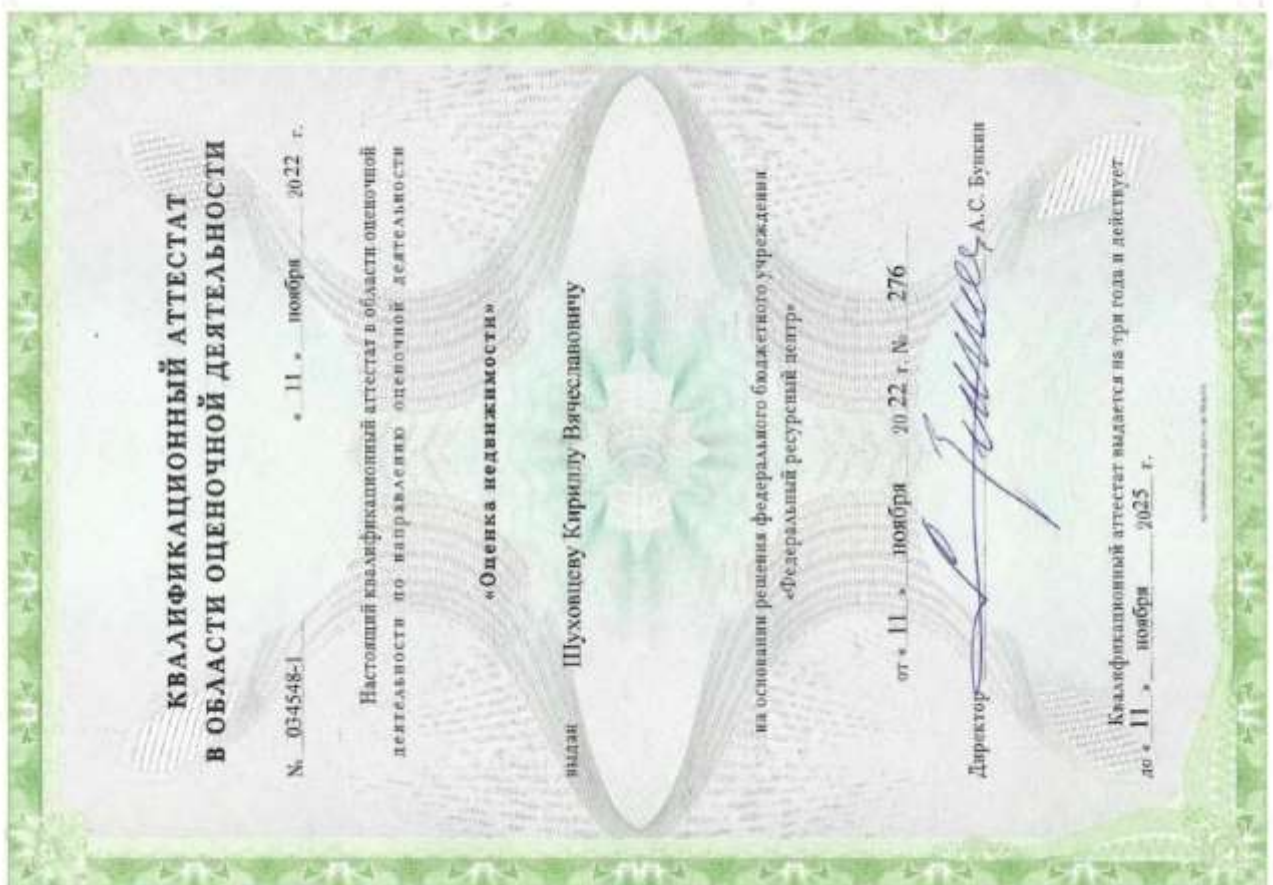 КВАЛИФИКАЦИОННЫЙ АТТЕСТАТ
В ОБЛАСТИ ОЦЕНОЧНОЙ ДЕЯТЕЛЬНОСТИ
№ 034548-1 « 11 » ноября 2022 г.
Настоящий квалификационный аттестат в области оценочной
деятельности по направлению оценочной деятельности
«Оценка недвижимости»
выдан Шуховцеву Кириллу Вячеславовичу
на основании решения федерального бюджетного учреждения
«Федеральный ресурсный центр»
от « 11 » ноября 20 22 г. № 276
Директор А.С. Бункин
Квалификационный аттестат выдается на три года и действует
до « 11 » ноября 2025 г.